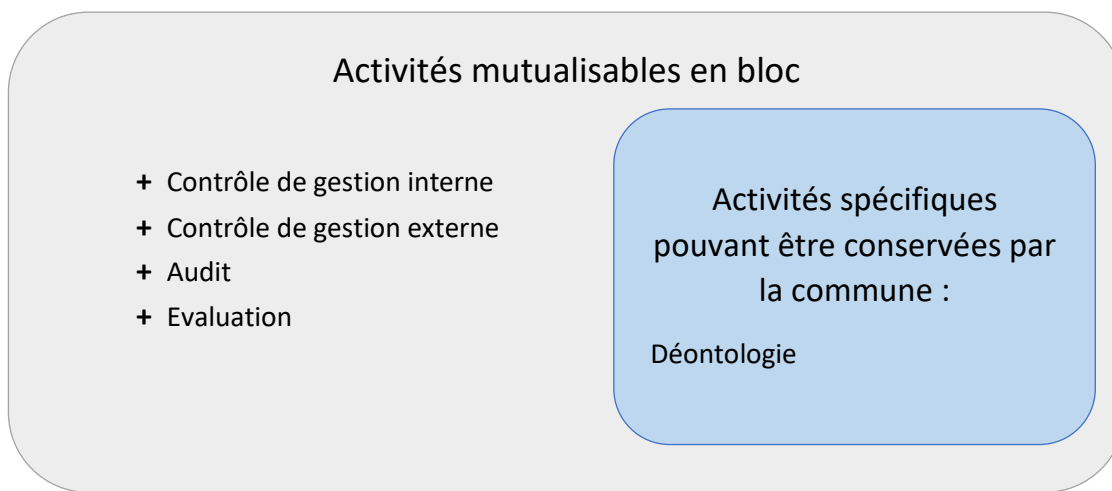 Activités mutualisables en bloc
+ Contrôle de gestion interne
+ Contrôle de gestion externe
+ Audit
+ Evaluation
Activités spécifiques
pouvant être conservées par
la commune :
Déontologie